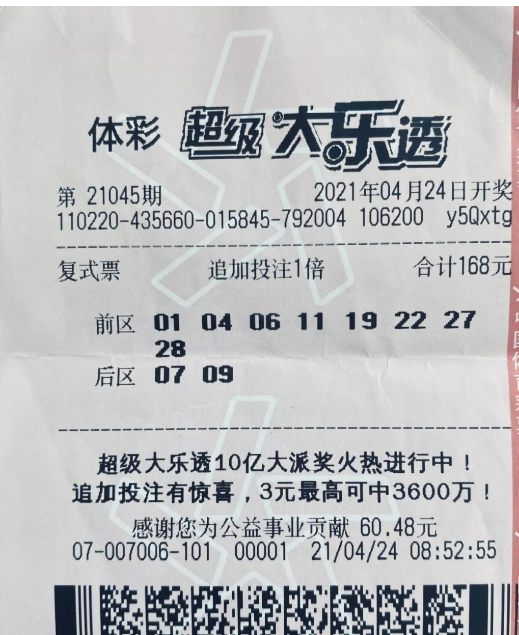 体彩 超级大乐透
第 21045期 2021年04月24日开奖
110220-435660-015845-792004 106200 y5Qxtg
复式票 追加投注1倍 合计168元
前区 01 04 06 11 19 22 27
28
后区 07 09
超级大乐透10亿大派奖火热进行中！
追加投注有惊喜，3元最高可中3600万！
感谢您为公益事业贡献 60.48元
07-007006-101 00001 21/04/24 08:52:55